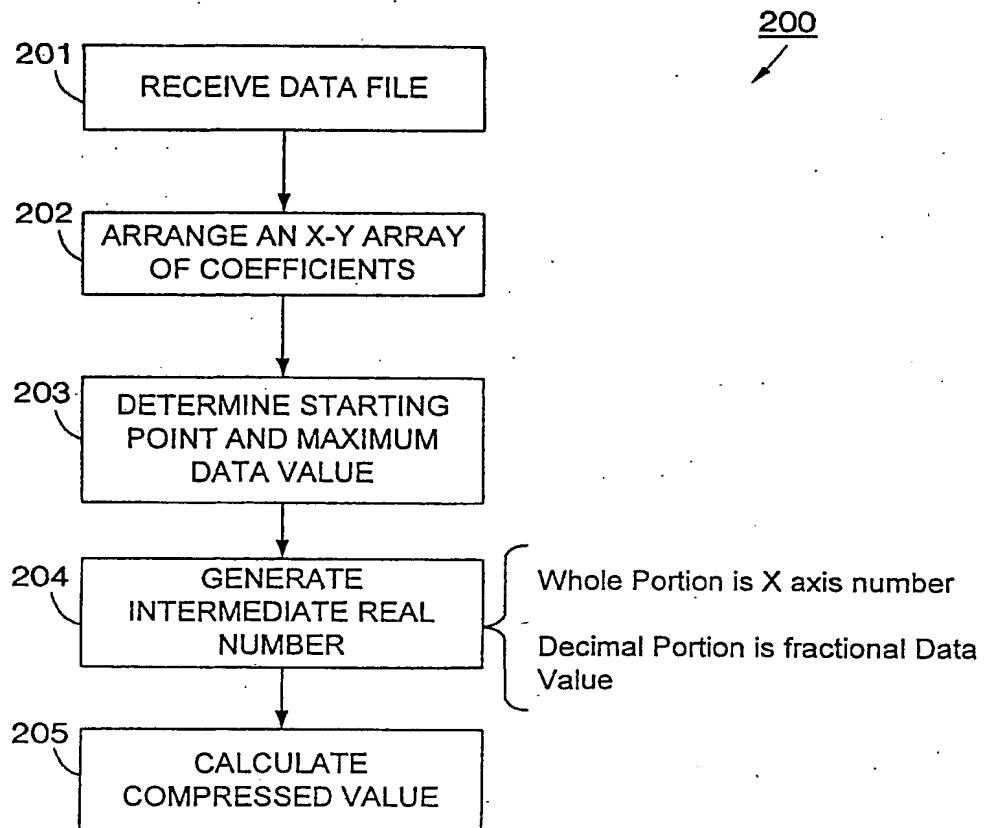 200
201
RECEIVE DATA FILE
202
ARRANGE AN X-Y ARRAY
OF COEFFICIENTS
203
DETERMINE STARTING
POINT AND MAXIMUM
DATA VALUE
204
GENERATE
INTERMEDIATE REAL
NUMBER
Whole Portion is X axis number
Decimal Portion is fractional Data
Value
205
CALCULATE
COMPRESSED VALUE